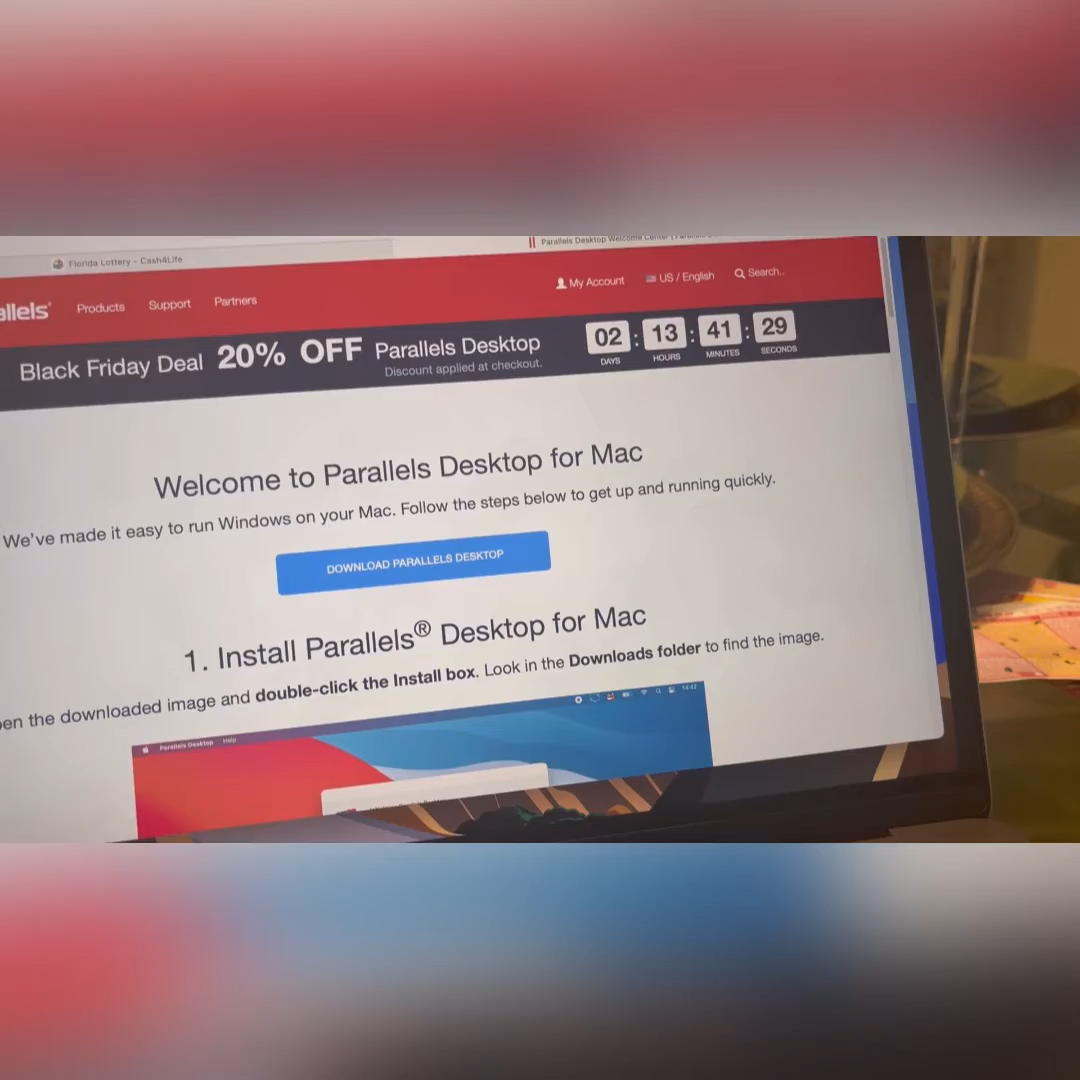 Florida Lottery - Cash4Life
Parallels Desktop Welcome Center
allels®
Products
Support
Partners
My Account
US / English
Search..
Black Friday Deal 20% OFF Parallels Desktop
Discount applied at checkout.
02 : 13 : 41 : 29
DAYS HOURS MINUTES SECONDS
Welcome to Parallels Desktop for Mac
We've made it easy to run Windows on your Mac. Follow the steps below to get up and running quickly.
DOWNLOAD PARALLELS DESKTOP
1. Install Parallels® Desktop for Mac
en the downloaded image and double-click the Install box. Look in the Downloads folder to find the image.
Parallels Desktop Help
14:42